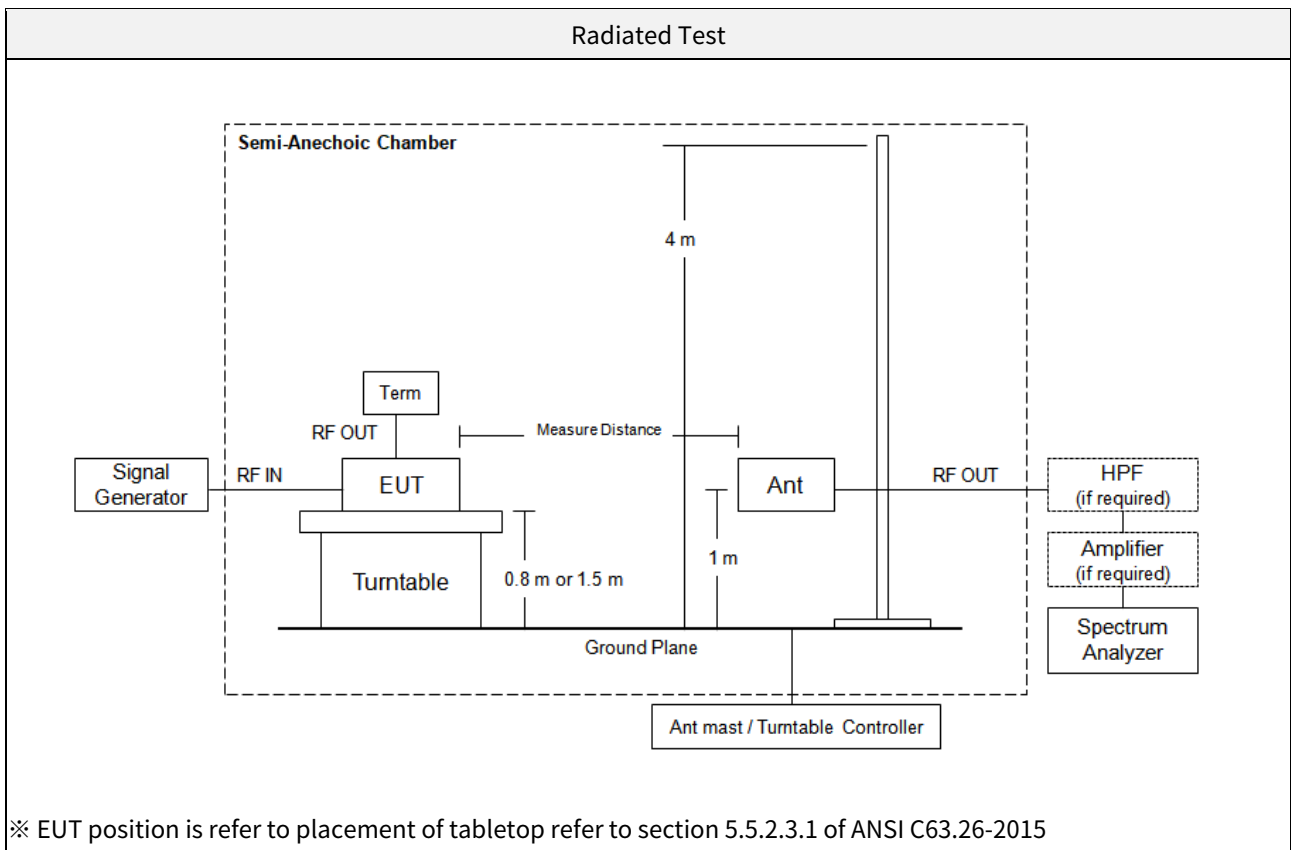 Radiated Test
Semi-Anechoic Chamber
4 m
Term
RF OUT
Measure Distance
Signal
Generator
RF IN
EUT
Ant
RF OUT
HPF
(if required)
Amplifier
(if required)
Spectrum
Analyzer
Turntable
0.8 m or 1.5 m
1 m
Ground Plane
Ant mast / Turntable Controller
※ EUT position is refer to placement of tabletop refer to section 5.5.2.3.1 of ANSI C63.26-2015